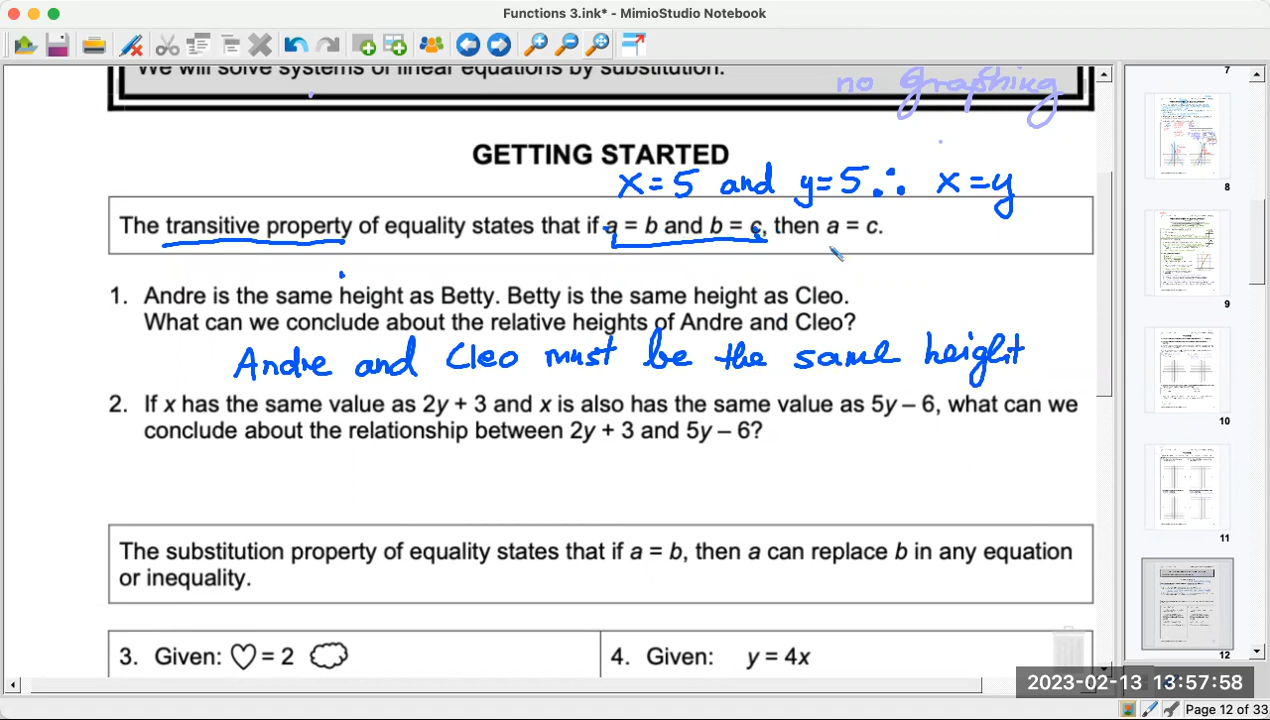 Functions 3.ink* - MimioStudio Notebook
We will solve systems of linear equations by substitution.
no graphing
GETTING STARTED
x = 5 and y = 5 ∴ x = y
The transitive property of equality states that if a = b and b = c, then a = c.
1. Andre is the same height as Betty. Betty is the same height as Cleo.
What can we conclude about the relative heights of Andre and Cleo?
Andre and Cleo must be the same height
2. If x has the same value as 2y + 3 and x is also has the same value as 5y – 6, what can we
conclude about the relationship between 2y + 3 and 5y – 6?
The substitution property of equality states that if a = b, then a can replace b in any equation
or inequality.
3. Given: ♡ = 2
4. Given: y = 4x
7
8
9
10
11
12
2023-02-13 13:57:58
Page 12 of 33